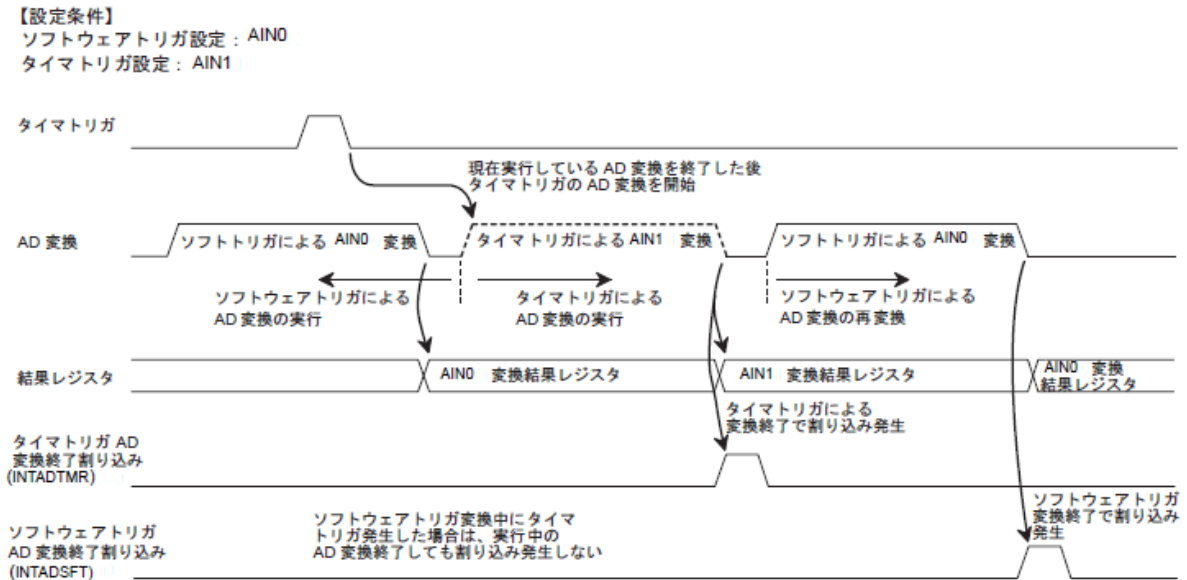 【設定条件】
ソフトウェアトリガ設定 : AIN0
タイマトリガ設定 : AIN1
タイマトリガ
現在実行している AD 変換を終了した後
タイマトリガの AD 変換を開始
AD 変換
ソフトトリガによる AIN0 変換
タイマトリガによる AIN1 変換
ソフトトリガによる AIN0 変換
ソフトウェアトリガによる
AD 変換の実行
タイマトリガによる
AD 変換の実行
ソフトウェアトリガによる
AD 変換の再変換
結果レジスタ
AIN0 変換結果レジスタ
AIN1 変換結果レジスタ
AIN0 変換
結果レジスタ
タイマトリガによる
変換終了で割り込み発生
タイマトリガ AD
変換終了割り込み
(INTADTMR)
ソフトウェアトリガ
変換終了で割り込み
発生
ソフトウェアトリガ変換中にタイマ
トリガ発生した場合は、実行中の
AD 変換終了しても割り込み発生しない
ソフトウェアトリガ
AD 変換終了割り込み
(INTADSFT)